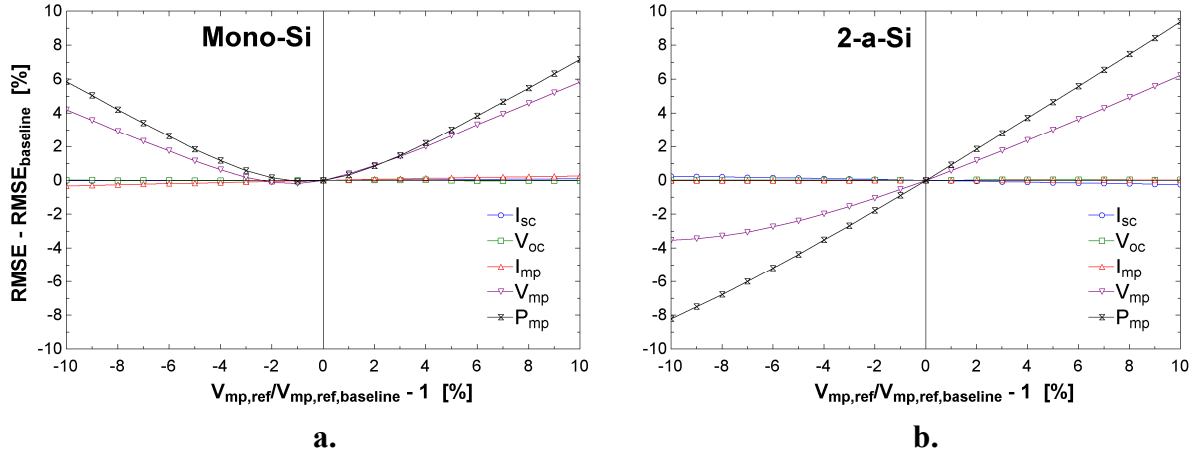 Mono-Si
RMSE - RMSEbaseline [%]
10
8
6
4
2
0
-2
-4
-6
-8
-10
Isc
Voc
Imp
Vmp
Pmp
-10 -8 -6 -4 -2 0 2 4 6 8 10
Vmp,ref/Vmp,ref,baseline - 1 [%]
a.
2-a-Si
10
8
6
4
2
0
-2
-4
-6
-8
-10
Isc
Voc
Imp
Vmp
Pmp
-10 -8 -6 -4 -2 0 2 4 6 8 10
Vmp,ref/Vmp,ref,baseline - 1 [%]
b.